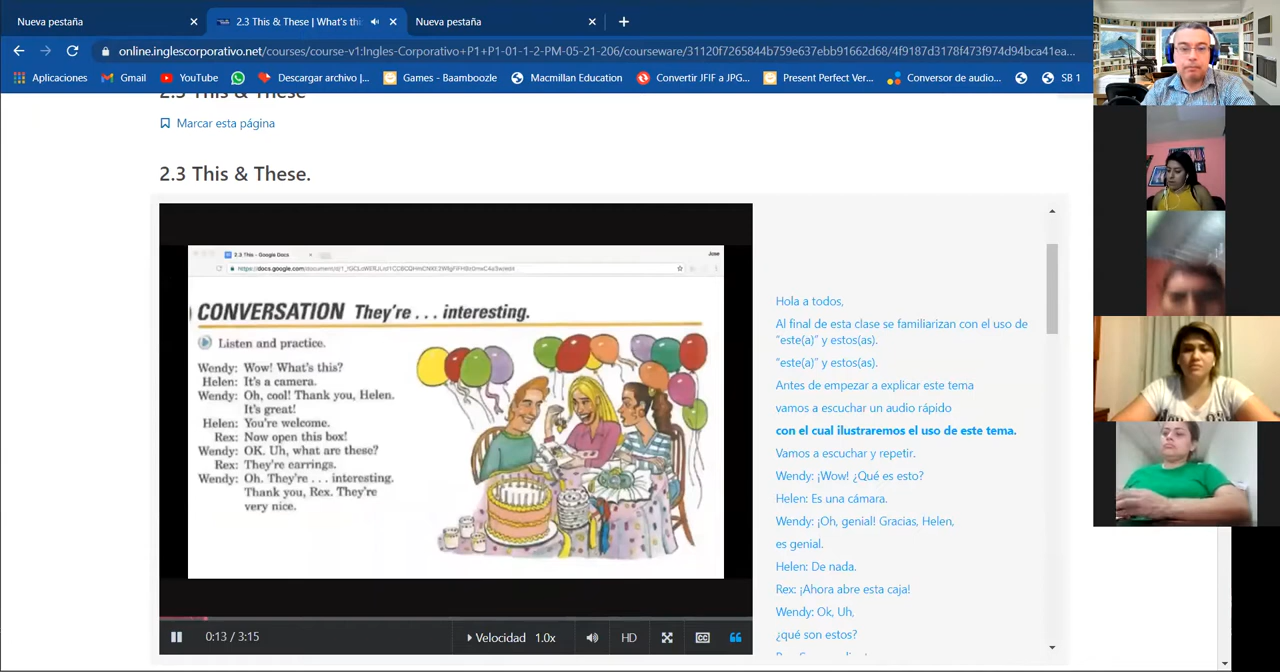 Nueva pestaña
2.3 This & These | What's thi
Nueva pestaña
online.inglescorporativo.net/courses/course-v1:Ingles-Corporativo+P1+P1-01-1-2-PM-05-21-206/courseware/31120f7265844b759e637ebb91662d68/4f9187d3178f473f974d94bca41ea...
Aplicaciones
Gmail
YouTube
Descargar archivo |...
Games - Baamboozle
Macmillan Education
Convertir JFIF a JPG...
Present Perfect Ver...
Conversor de audio...
SB 1
2.3 This & These
Marcar esta página
2.3 This & These.
2.3 This - Google Docs
Jose
CONVERSATION They're . . . interesting.
Listen and practice.
Wendy: Wow! What's this?
Helen: It's a camera.
Wendy: Oh, cool! Thank you, Helen.
It's great!
Helen: You're welcome.
Rex: Now open this box!
Wendy: OK. Uh, what are these?
Rex: They're earrings.
Wendy: Oh. They're . . . interesting.
Thank you, Rex. They're
very nice.
0:13 / 3:15
Velocidad 1.0x
HD
Hola a todos,
Al final de esta clase se familiarizan con el uso de
“este(a)” y estos(as).
“este(a)” y estos(as).
Antes de empezar a explicar este tema
vamos a escuchar un audio rápido
con el cual ilustraremos el uso de este tema.
Vamos a escuchar y repetir.
Wendy: ¡Wow! ¿Qué es esto?
Helen: Es una cámara.
Wendy: ¡Oh, genial! Gracias, Helen,
es genial.
Helen: De nada.
Rex: ¡Ahora abre esta caja!
Wendy: Ok, Uh,
¿qué son estos?